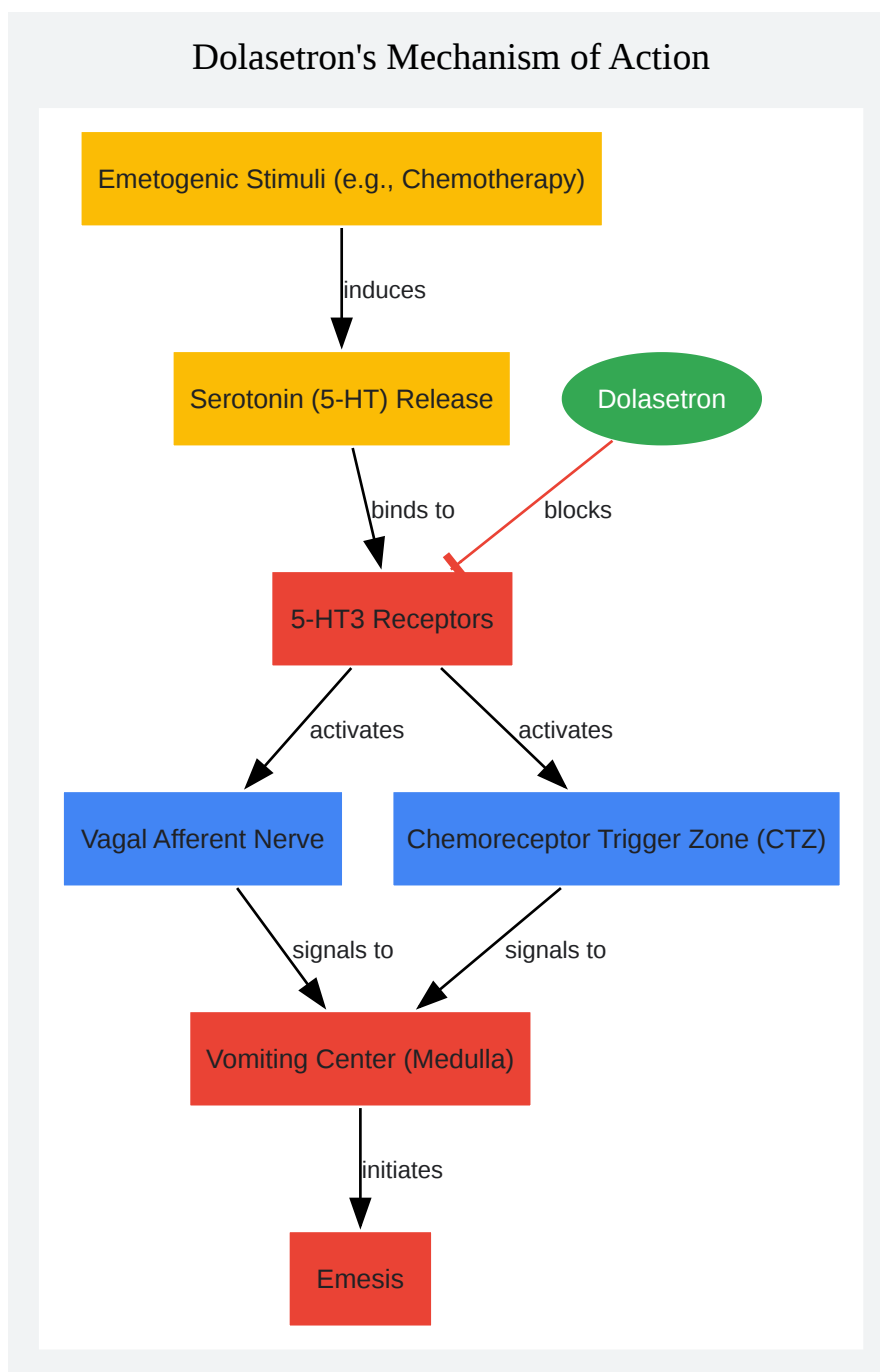 Dolasetron's Mechanism of Action
Emetogenic Stimuli (e.g., Chemotherapy)
induces
Serotonin (5-HT) Release
Dolasetron
binds to
blocks
5-HT3 Receptors
activates
activates
Vagal Afferent Nerve
Chemoreceptor Trigger Zone (CTZ)
signals to
signals to
Vomiting Center (Medulla)
initiates
Emesis